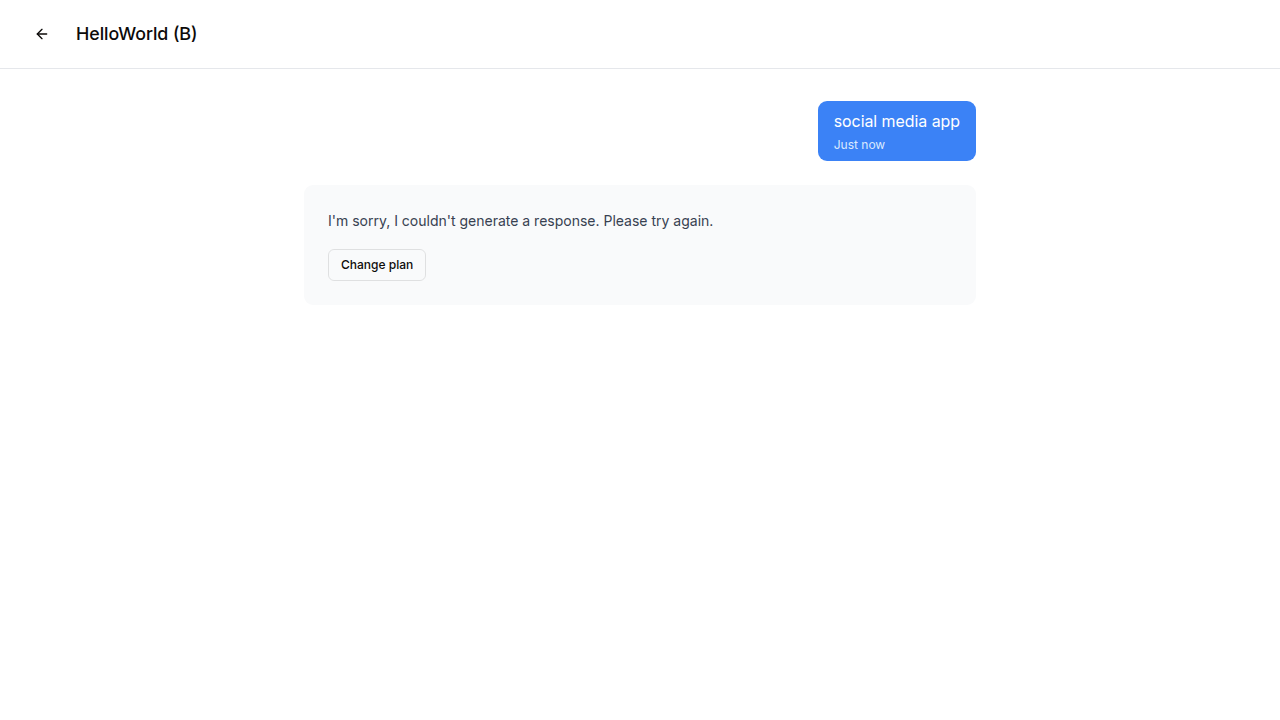 HelloWorld (B)
social media app
Just now
I'm sorry, I couldn't generate a response. Please try again.
Change plan